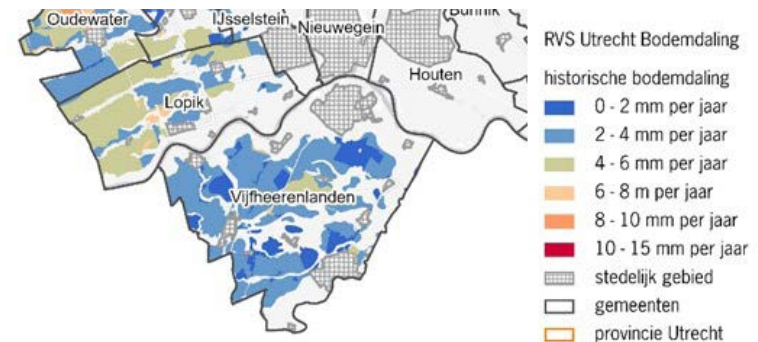 Oudewater
IJsselstein
Nieuwegein
Bunnik
Houten
Lopik
Vijfheerenlanden
RVS Utrecht Bodemdaling
historische bodemdaling
0 - 2 mm per jaar
2 - 4 mm per jaar
4 - 6 mm per jaar
6 - 8 m per jaar
8 - 10 mm per jaar
10 - 15 mm per jaar
stedelijk gebied
gemeenten
provincie Utrecht